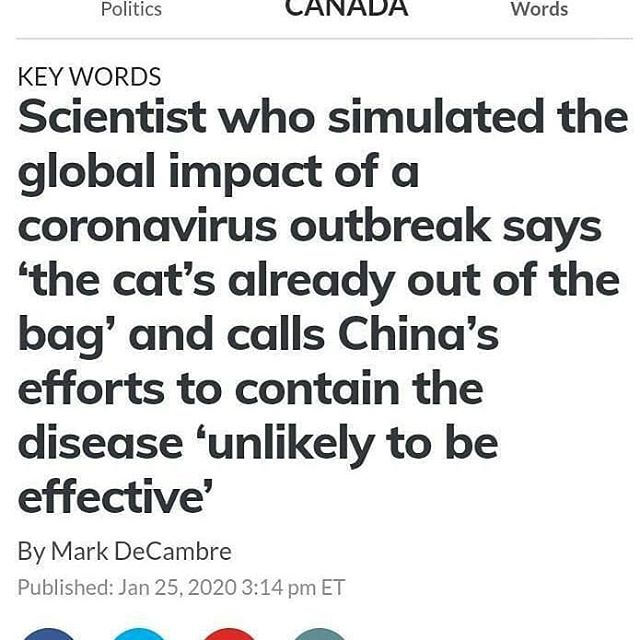 Politics
CANADA
Words
KEY WORDS
Scientist who simulated the
global impact of a
coronavirus outbreak says
‘the cat’s already out of the
bag’ and calls China’s
efforts to contain the
disease ‘unlikely to be
effective’
By Mark DeCambre
Published: Jan 25, 2020 3:14 pm ET